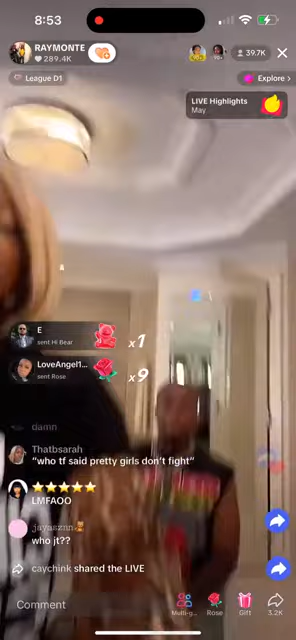 8:53
RAYMONTE
289.4K
39.7K
League D1
Explore >
LIVE Highlights
May
E
sent Hi Bear
x1
LoveAngel1...
sent Rose
x9
damn
Thatbsarah
“who tf said pretty girls don’t fight”
⭐⭐⭐⭐⭐
LMFAOO
jayasznn
who jt??
caychink shared the LIVE
Comment
Multi-g...
Rose
Gift
3.2K